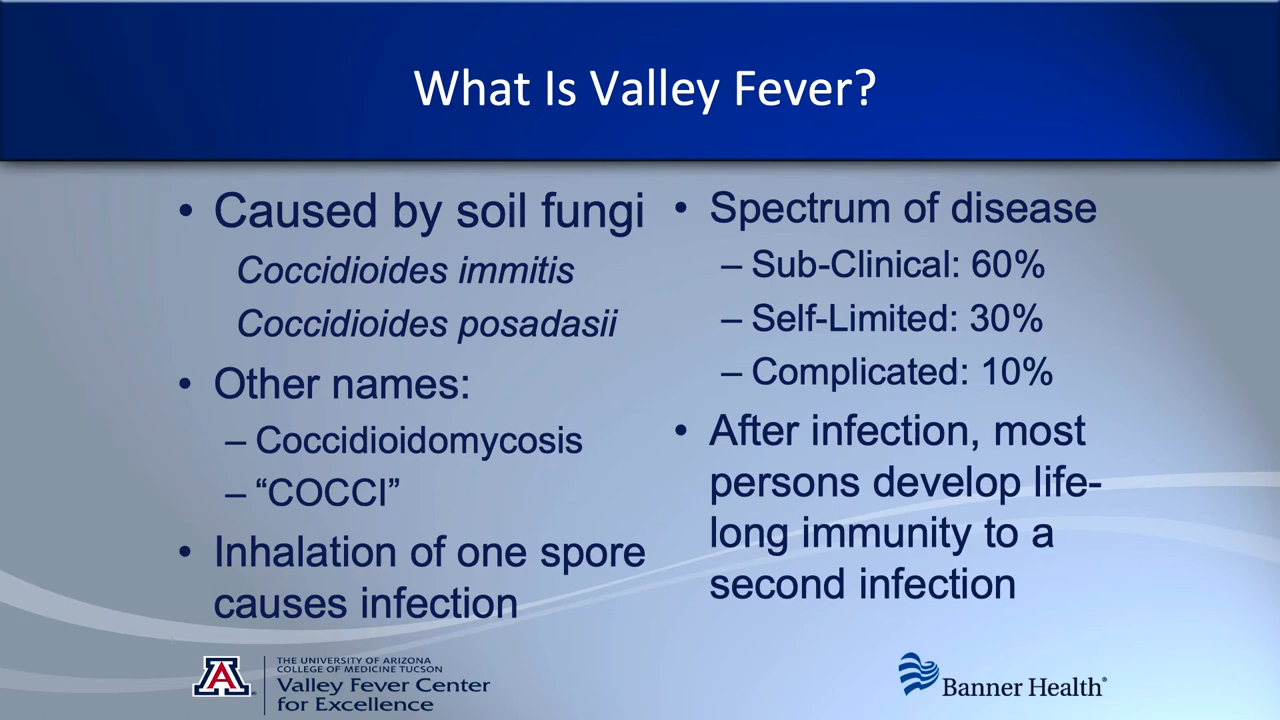 What Is Valley Fever?
• Caused by soil fungi
Coccidioides immitis
Coccidioides posadasii
• Other names:
– Coccidioidomycosis
– “COCCI”
• Inhalation of one spore
causes infection
• Spectrum of disease
– Sub-Clinical: 60%
– Self-Limited: 30%
– Complicated: 10%
• After infection, most
persons develop life-
long immunity to a
second infection
A
THE UNIVERSITY OF ARIZONA
COLLEGE OF MEDICINE TUCSON
Valley Fever Center
for Excellence
Banner Health®